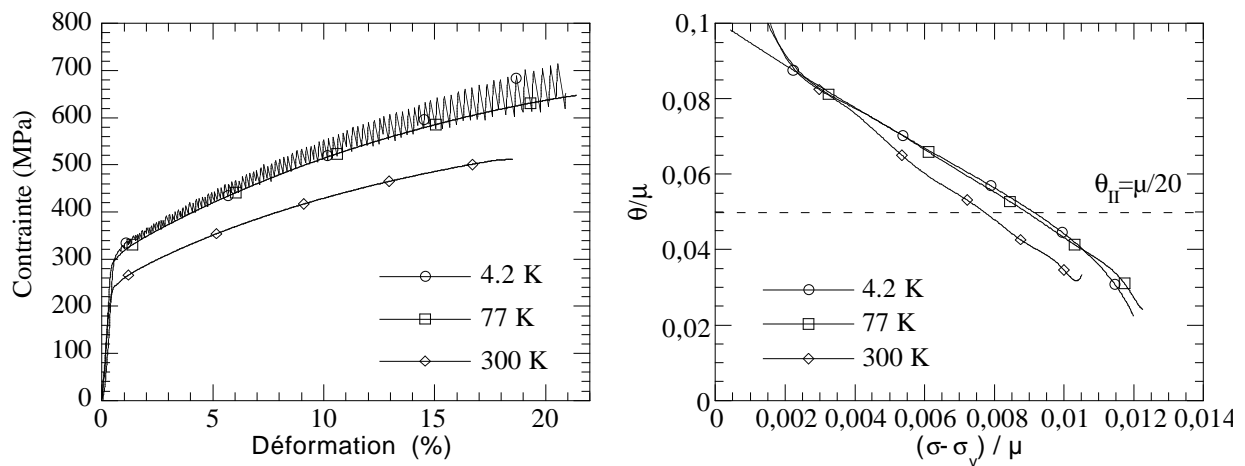 800
700
600
500
400
300
200
100
0
Contrainte (MPa)
4.2 K
77 K
300 K
0
5
10
15
20
Déformation (%)
0,1
0,08
0,06
0,04
0,02
0
θ/μ
θII=μ/20
4.2 K
77 K
300 K
0
0,002
0,004
0,006
0,008
0,01
0,012
0,014
(σ-σv) / μ